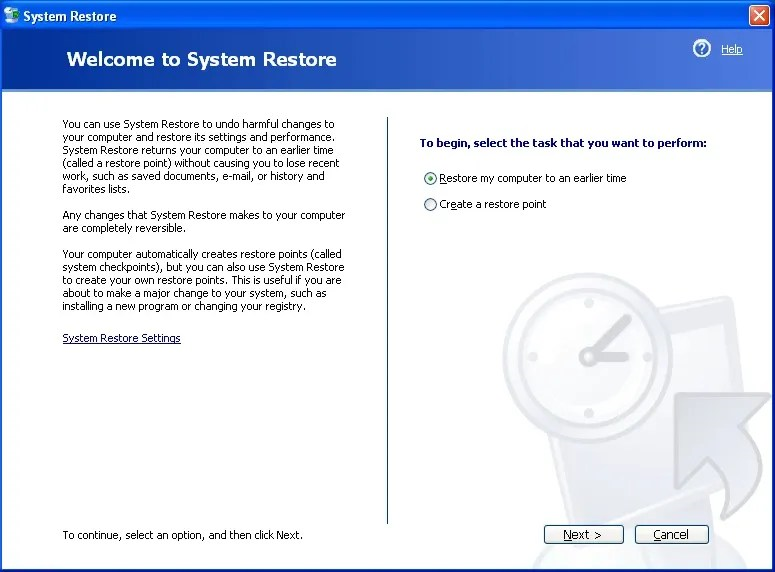 System Restore
Welcome to System Restore
Help
You can use System Restore to undo harmful changes to
your computer and restore its settings and performance.
System Restore returns your computer to an earlier time
(called a restore point) without causing you to lose recent
work, such as saved documents, e-mail, or history and
favorites lists.
Any changes that System Restore makes to your computer
are completely reversible.
Your computer automatically creates restore points (called
system checkpoints), but you can also use System Restore
to create your own restore points. This is useful if you are
about to make a major change to your system, such as
installing a new program or changing your registry.
System Restore Settings
To begin, select the task that you want to perform:
Restore my computer to an earlier time
Create a restore point
To continue, select an option, and then click Next.
Next >
Cancel